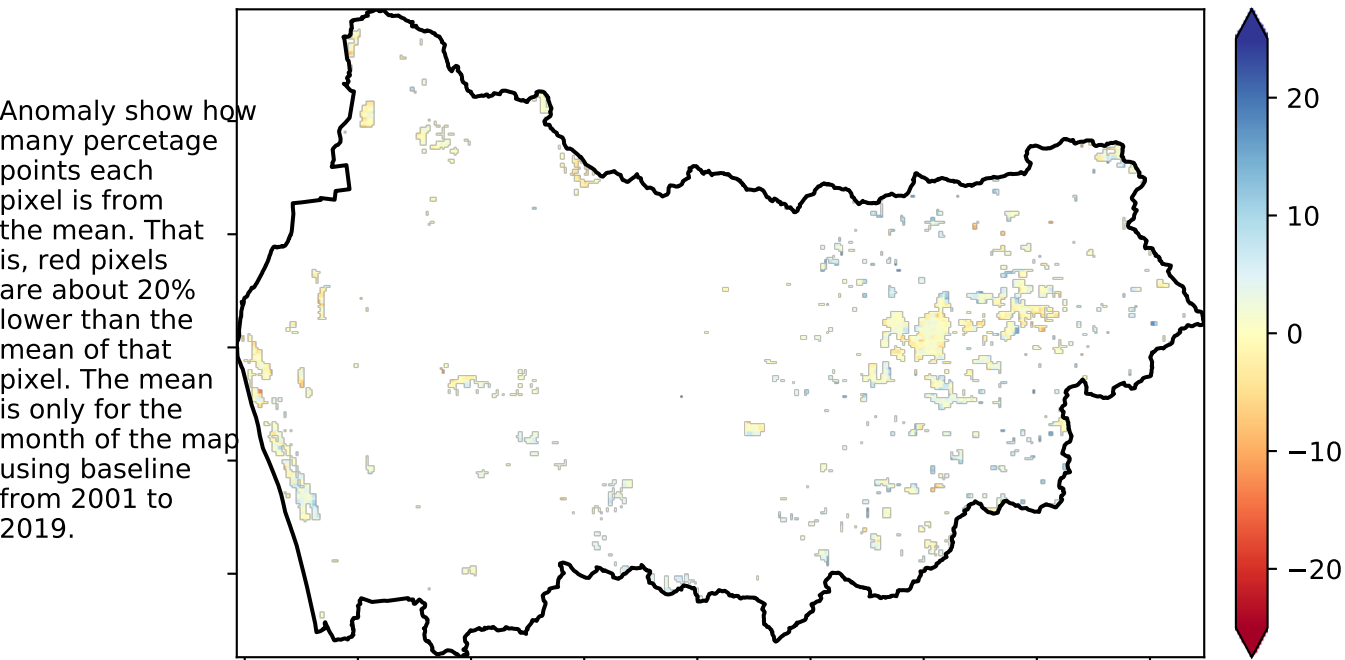 Anomaly show how
many percetage
points each
pixel is from
the mean. That
is, red pixels
are about 20%
lower than the
mean of that
pixel. The mean
is only for the
month of the map
using baseline
from 2001 to
2019.
20
10
0
−10
−20